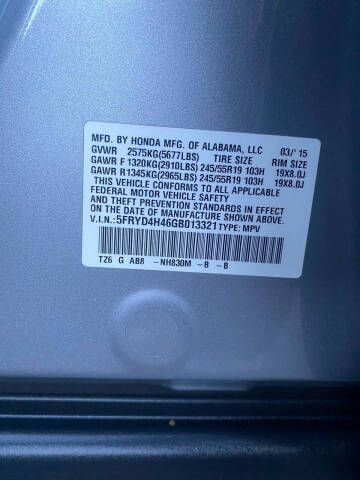 MFD. BY HONDA MFG. OF ALABAMA, LLC 03/'15
GVWR 2575KG(5677LBS) TIRE SIZE RIM SIZE
GAWR F 1320KG(2910LBS) 245/55R19 103H 19X8.0J
GAWR R1345KG(2965LBS) 245/55R19 103H 19X8.0J
THIS VEHICLE CONFORMS TO ALL APPLICABLE
FEDERAL MOTOR VEHICLE SAFETY
AND THEFT PREVENTION STANDARDS IN EFFECT
ON THE DATE OF MANUFACTURE SHOWN ABOVE.
V.I.N.:5FRYD4H46GB013321 TYPE: MPV
TZ6 G AB8 -NH830M -B -B